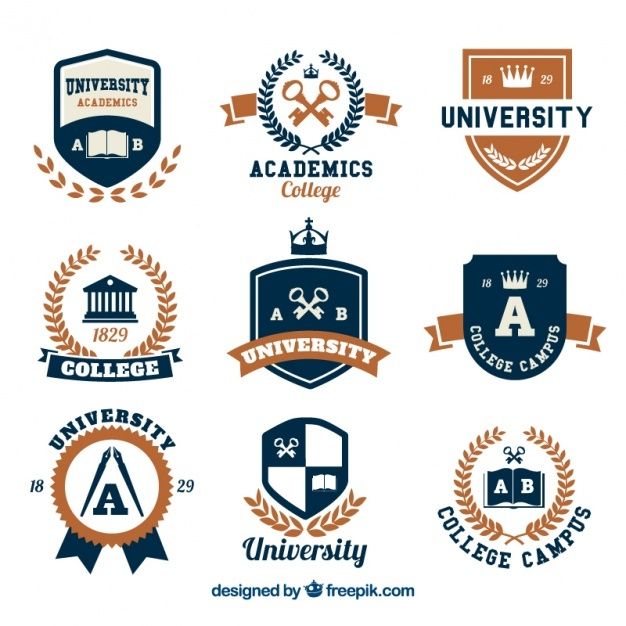 UNIVERSITY
ACADEMICS
A B
ACADEMICS
College
18 29
UNIVERSITY
1829
COLLEGE
A B
UNIVERSITY
18 29
A
COLLEGE CAMPUS
UNIVERSITY
18 A 29
University
A B
COLLEGE CAMPUS
designed by freepik.com